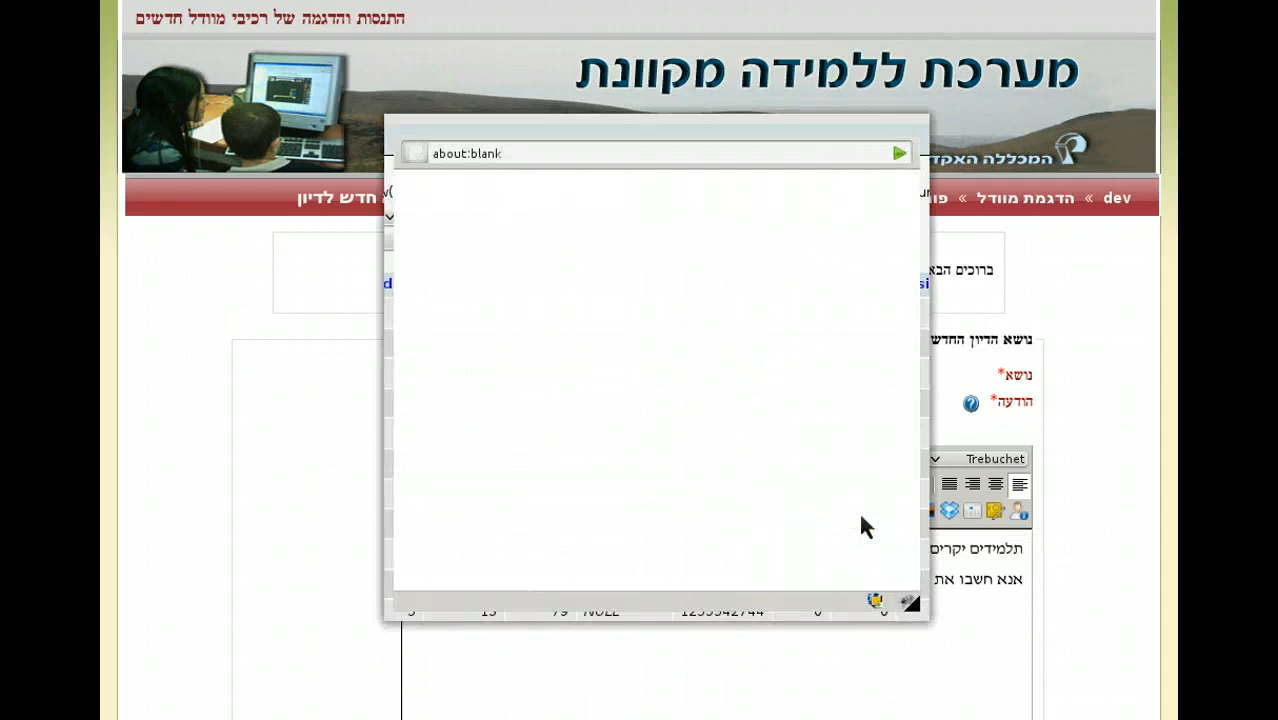 התנסות והדגמה של רכיבי מוודל חדשים
מערכת ללמידה מקוונת
about:blank
המכללה האקד
dev » הדגמת מוודל » פו
חדש לדיון
ברוכים הבא
נושא הדיון החדש
נושא*
הודעה*
Trebuchet
תלמידים יקרים
אנא חשבו את